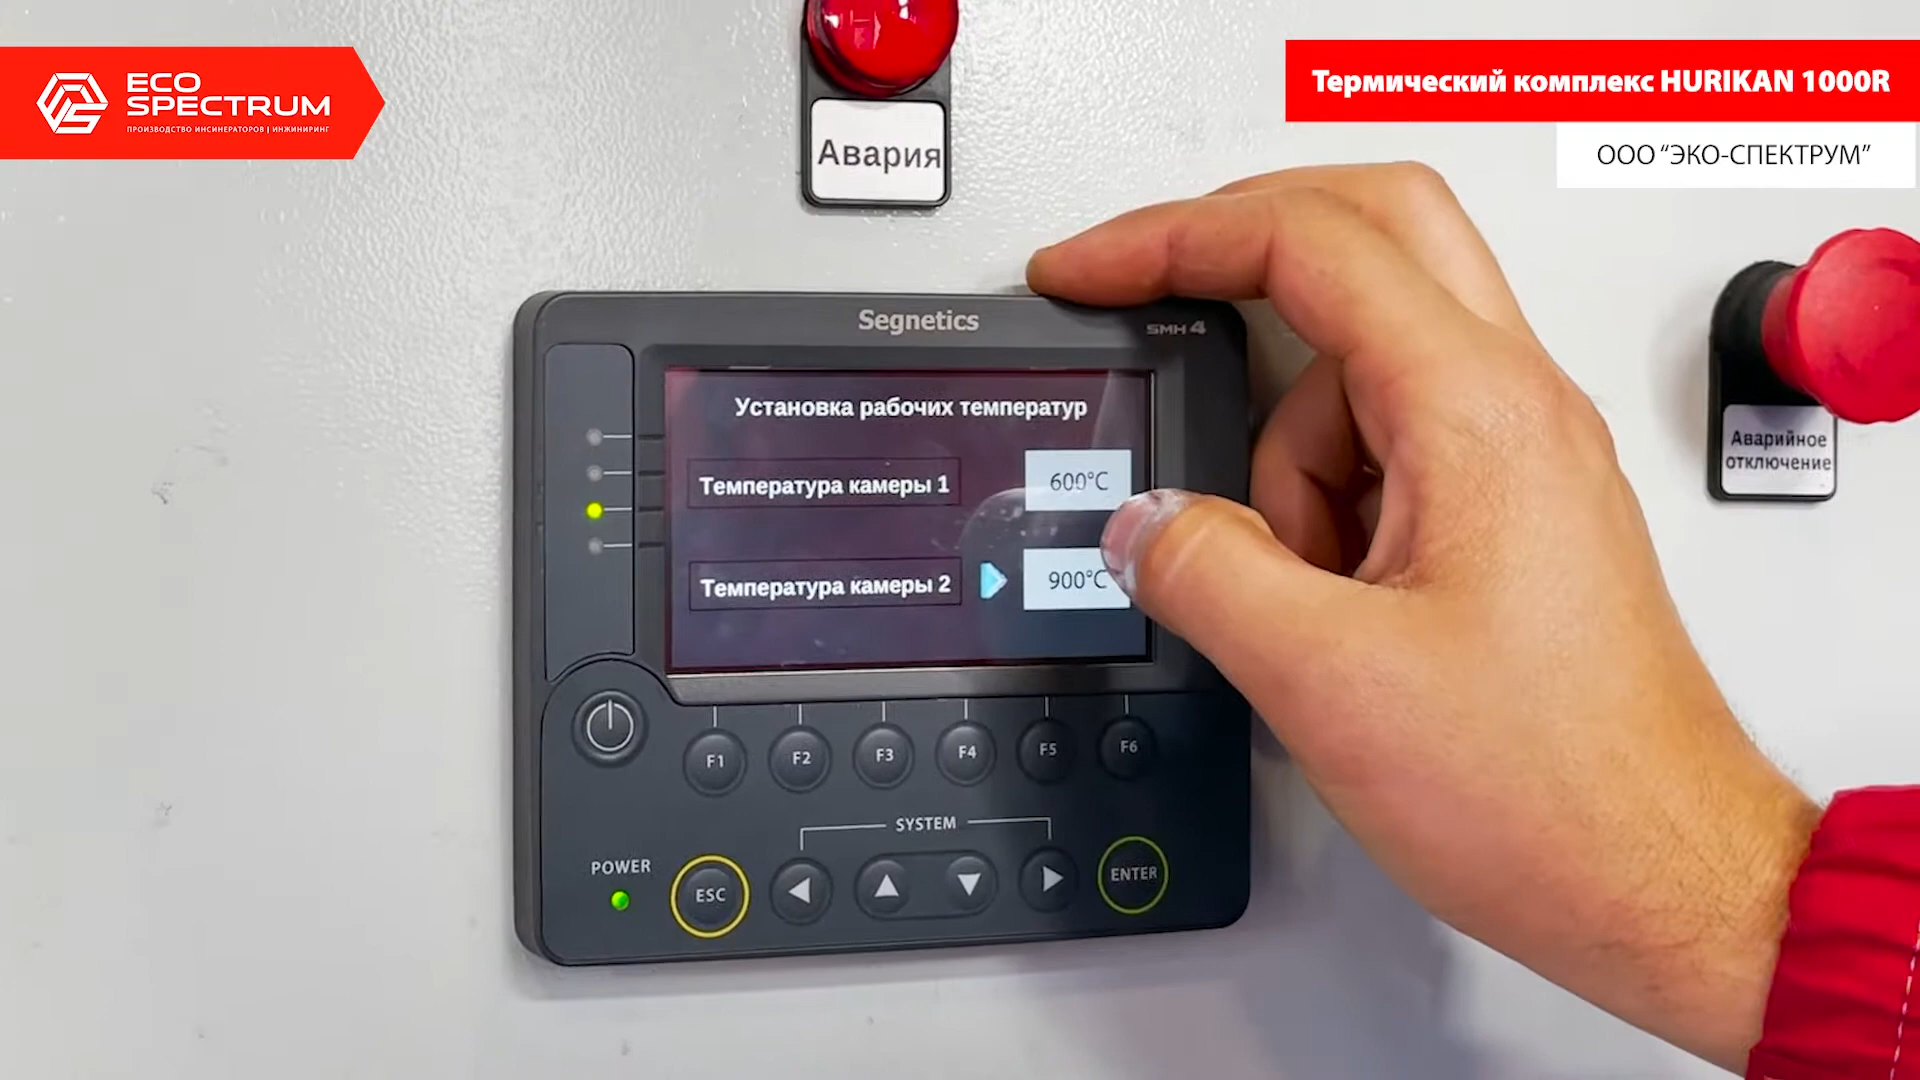 ECO
SPECTRUM
ПРОИЗВОДСТВО ИНСИНЕРАТОРОВ | ИНЖИНИРИНГ
Термический комплекс HURIKAN 1000R
ООО “ЭКО-СПЕКТРУМ”
Авария
Аварийное
отключение
Segnetics
SMH 4
Установка рабочих температур
Температура камеры 1
600°C
Температура камеры 2
900°C
F1
F2
F3
F4
F5
F6
SYSTEM
POWER
ESC
ENTER